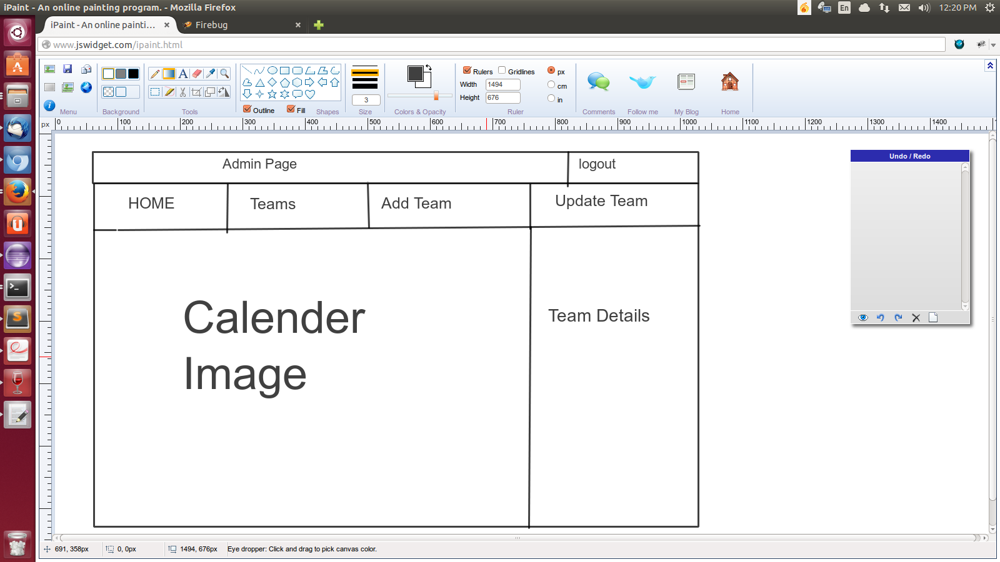 iPaint - An online painting program. - Mozilla Firefox
En
12:20 PM
iPaint - An online painti...
Firebug
www.jswidget.com/ipaint.html
Menu
Background
Tools
Outline
Fill
Shapes
3
Size
Colors & Opacity
Rulers
Gridlines
Width 1494
Height 676
px
cm
in
Ruler
Comments
Follow me
My Blog
Home
px
0 100 200 300 400 500 600 700 800 900 1000 1100 1200 1300 1400
Admin Page
logout
HOME
Teams
Add Team
Update Team
Calender
Image
Team Details
Undo / Redo
691, 358px
0, 0px
1494, 676px
Eye dropper: Click and drag to pick canvas color.